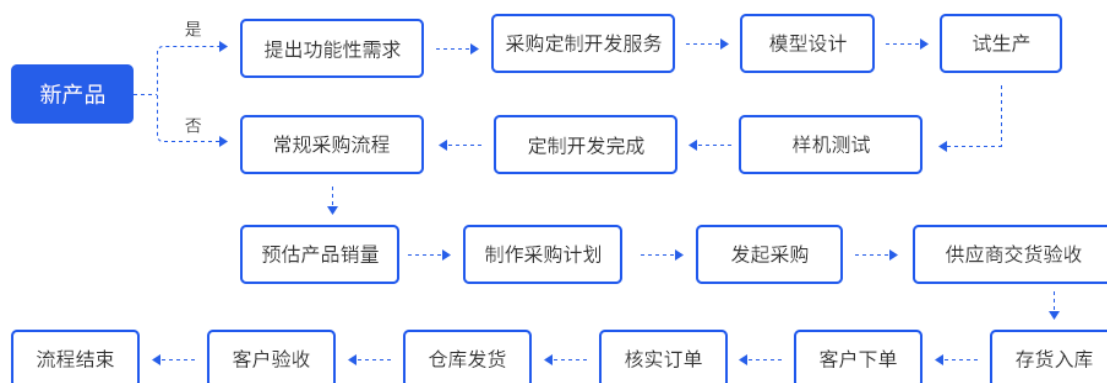 是
提出功能性需求
采购定制开发服务
模型设计
试生产
新产品
否
常规采购流程
定制开发完成
样机测试
预估产品销量
制作采购计划
发起采购
供应商交货验收
流程结束
客户验收
仓库发货
核实订单
客户下单
存货入库